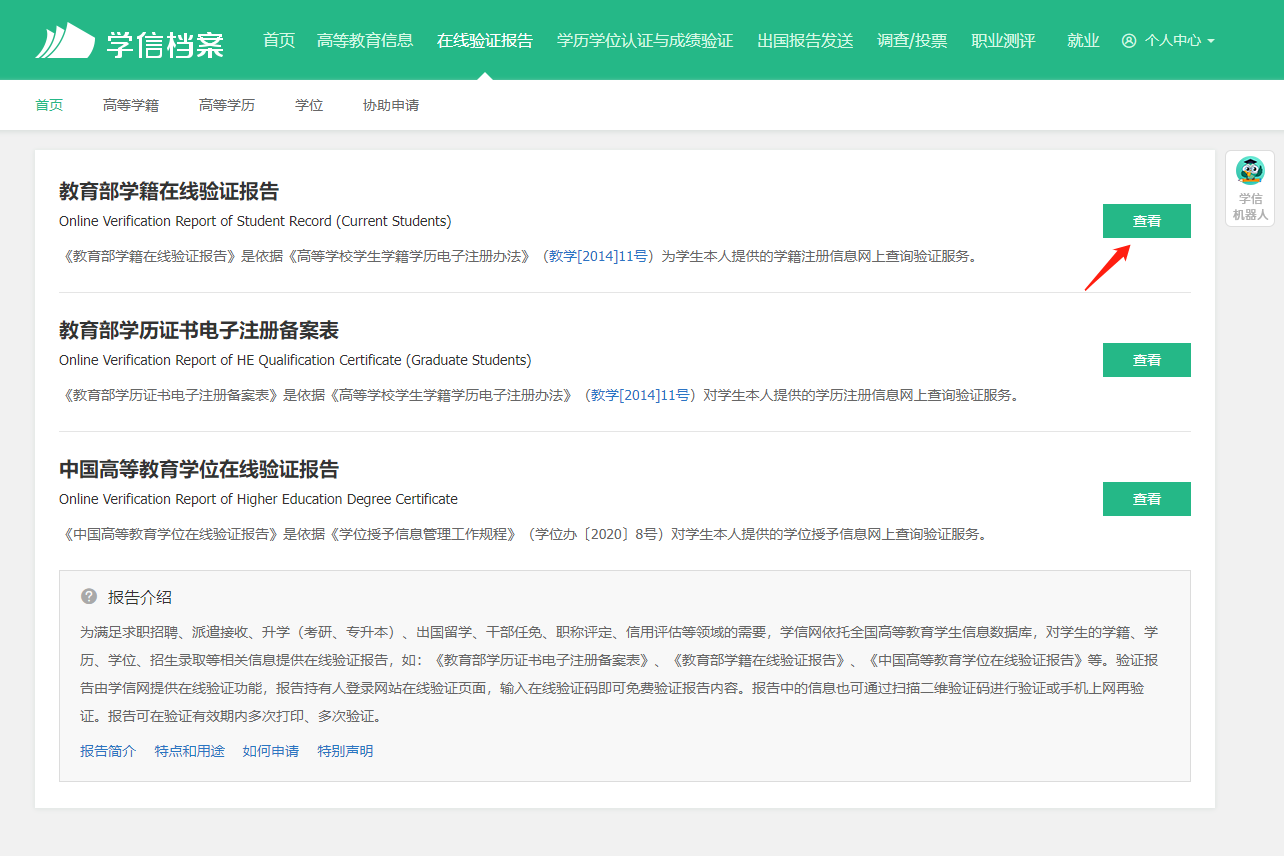 学信档案
首页 高等教育信息 在线验证报告 学历学位认证与成绩验证 出国报告发送 调查/投票 职业测评 就业 个人中心
首页 高等学籍 高等学历 学位 协助申请
学信
机器人
教育部学籍在线验证报告
Online Verification Report of Student Record (Current Students)
查看
《教育部学籍在线验证报告》是依据《高等学校学生学籍学历电子注册办法》（教学[2014]11号）为学生本人提供的学籍注册信息网上查询验证服务。
教育部学历证书电子注册备案表
Online Verification Report of HE Qualification Certificate (Graduate Students)
查看
《教育部学历证书电子注册备案表》是依据《高等学校学生学籍学历电子注册办法》（教学[2014]11号）对学生本人提供的学历注册信息网上查询验证服务。
中国高等教育学位在线验证报告
Online Verification Report of Higher Education Degree Certificate
查看
《中国高等教育学位在线验证报告》是依据《学位授予信息管理工作规程》（学位办〔2020〕8号）对学生本人提供的学位授予信息网上查询验证服务。
? 报告介绍
为满足求职招聘、派遣接收、升学（考研、专升本）、出国留学、干部任免、职称评定、信用评估等领域的需要，学信网依托全国高等教育学生信息数据库，对学生的学籍、学
历、学位、招生录取等相关信息提供在线验证报告，如：《教育部学历证书电子注册备案表》、《教育部学籍在线验证报告》、《中国高等教育学位在线验证报告》等。验证报
告由学信网提供在线验证功能，报告持有人登录网站在线验证页面，输入在线验证码即可免费验证报告内容。报告中的信息也可通过扫描二维验证码进行验证或手机上网再验
证。报告可在验证有效期内多次打印、多次验证。
报告简介 特点和用途 如何申请 特别声明